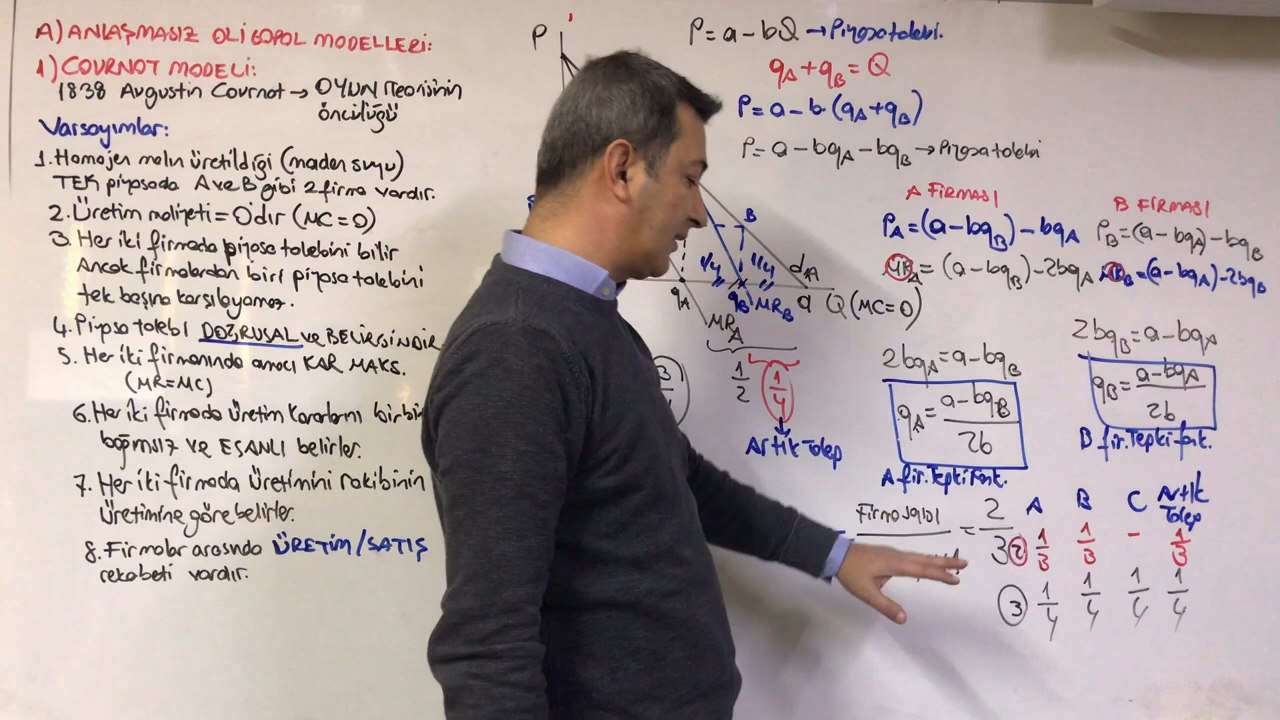 A) ANLAŞMASIZ OLİGOPOL MODELLERİ:
1) COURNOT MODELİ:
1838 Augustin Cournot → OYUN Teorisinin
öncülüğü
Varsayımlar:
1. Homojen malın üretildiği (maden suyu)
TEK piyasada A ve B gibi 2 firma vardır.
2. Üretim maliyeti = 0'dır (MC = 0)
3. Her iki firmada piyasa talebini bilir
Ancak firmalardan biri piyasa talebini
tek başına karşılayamaz.
4. Piyasa talebi DOĞRUSAL ve BELİRSİNDİR
5. Her iki firmanında amacı KAR MAKS.
(MR = MC)
6. Her iki firmada üretim kararlarını
bağımsız ve EŞANLI belirler.
7. Her iki firmada üretimini rakibinin
üretimine göre belirler.
8. Firmalar arasında ÜRETİM/SATIŞ
rekabeti vardır.
P
B
1/4 1/4
dA
qA qB MRB a Q (MC = 0)
MRA
1/2 1/4
Artık talep
P = a - bQ → Piyasa talebi.
qA + qB = Q
P = a - b.(qA + qB)
P = a - bqA - bqB → Piyasa talebi
A FİRMASI
PA = (a - bqB) - bqA
MRA = (a - bqB) - 2bqA
2bqA = a - bqB
qA = (a - bqB)/2b
A fir. Tepki Fonk.
B FİRMASI
PB = (a - bqA) - bqB
MRB = (a - bqA) - 2bqB
2bqB = a - bqA
qB = (a - bqA)/2b
B fir. Tepki fonk.
Firma sayısı = 2/3
A B C Artık Talep
2 1/3 1/3 - 1/3
3 1/4 1/4 1/4 1/4